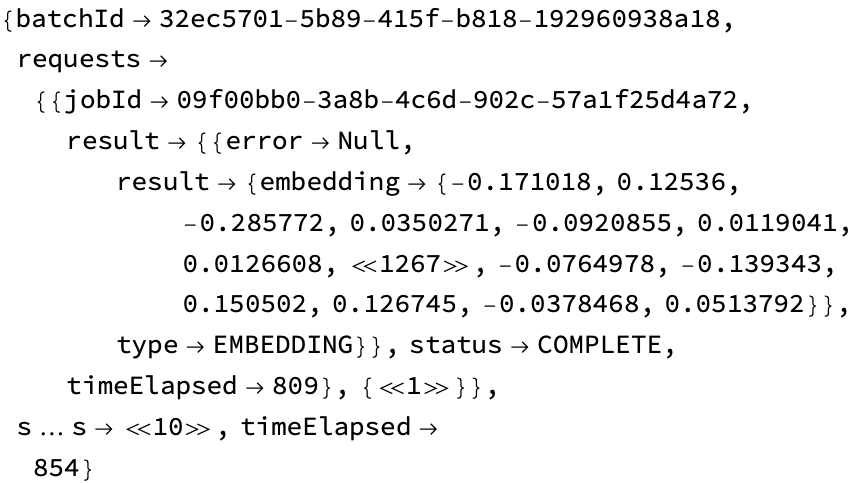 {batchId → 32ec5701-5b89-415f-b818-192960938a18,
requests →
{{jobId → 09f00bb0-3a8b-4c6d-902c-57a1f25d4a72,
result → {{error → Null,
result → {embedding → {-0.171018, 0.12536,
-0.285772, 0.0350271, -0.0920855, 0.0119041,
0.0126608, ≪1267≫, -0.0764978, -0.139343,
0.150502, 0.126745, -0.0378468, 0.0513792}},
type → EMBEDDING}}, status → COMPLETE,
timeElapsed → 809}, {≪1≫}},
s … s → ≪10≫, timeElapsed →
854}